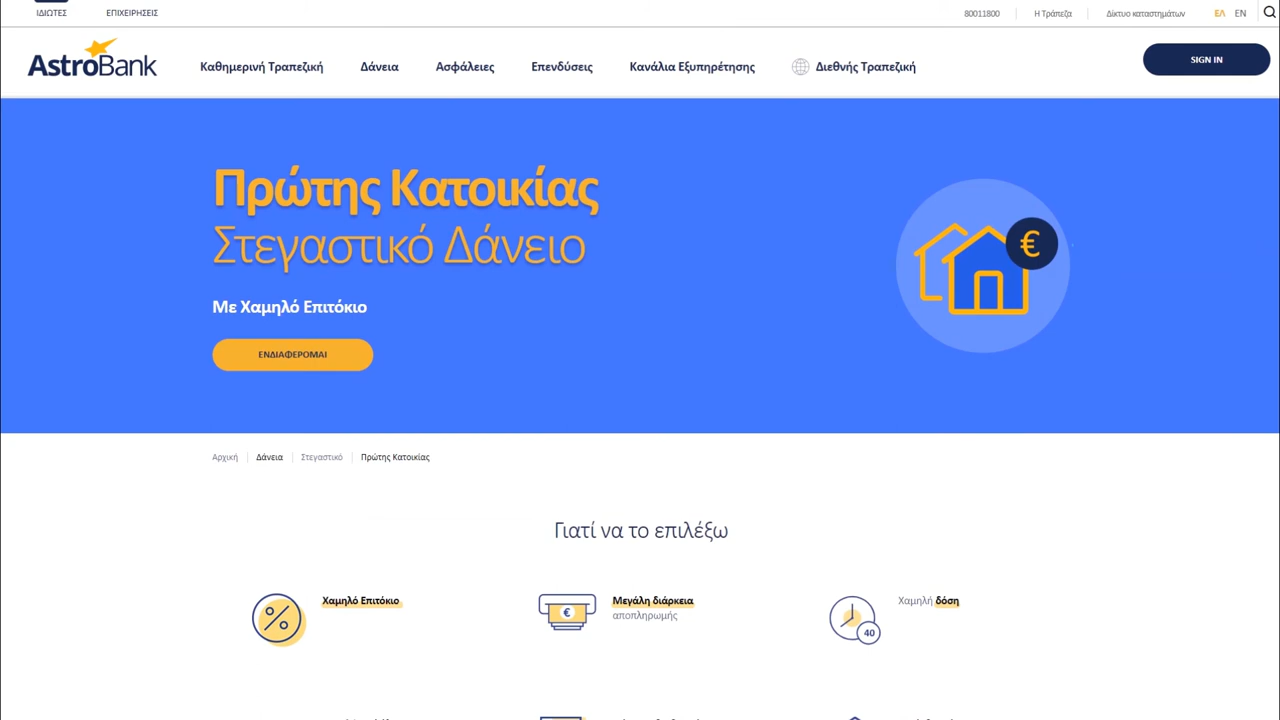 ΙΔΙΩΤΕΣ ΕΠΙΧΕΙΡΗΣΕΙΣ 80011800 Η Τράπεζα Δίκτυο καταστημάτων ΕΛ EN
AstroBank Καθημερινή Τραπεζική Δάνεια Ασφάλειες Επενδύσεις Κανάλια Εξυπηρέτησης Διεθνής Τραπεζική SIGN IN
Πρώτης Κατοικίας
Στεγαστικό Δάνειο
€
Με Χαμηλό Επιτόκιο
ΕΝΔΙΑΦΕΡΟΜΑΙ
Αρχική Δάνεια Στεγαστικό Πρώτης Κατοικίας
Γιατί να το επιλέξω
% Χαμηλό Επιτόκιο
€ Μεγάλη διάρκεια
αποπληρωμής
40 Χαμηλή δόση